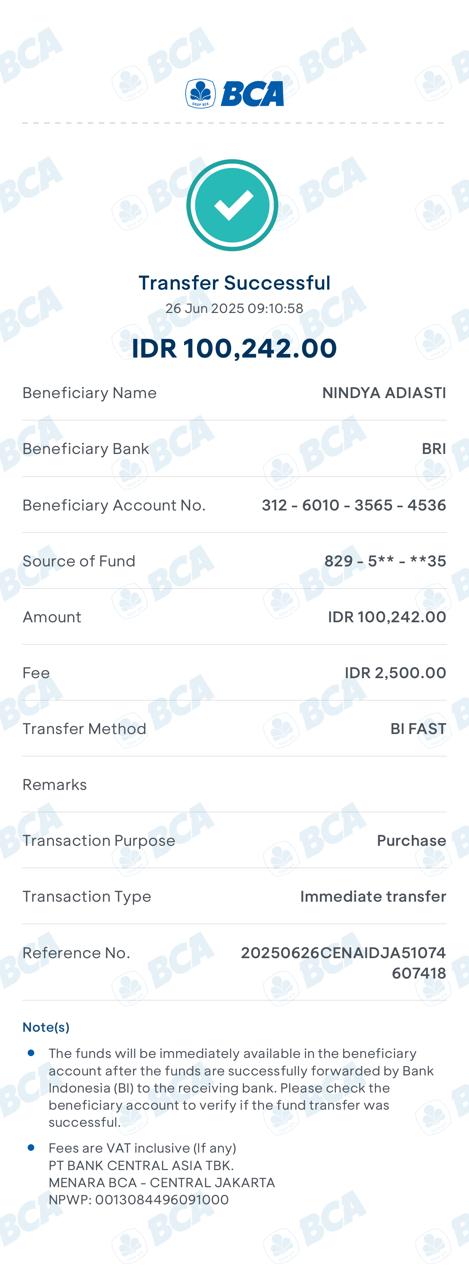 BCA
Transfer Successful
26 Jun 2025 09:10:58
IDR 100,242.00
Beneficiary Name NINDYA ADIASTI
Beneficiary Bank BRI
Beneficiary Account No. 312 - 6010 - 3565 - 4536
Source of Fund 829 - 5** - **35
Amount IDR 100,242.00
Fee IDR 2,500.00
Transfer Method BI FAST
Remarks
Transaction Purpose Purchase
Transaction Type Immediate transfer
Reference No. 20250626CENAIDJA51074
607418
Note(s)
The funds will be immediately available in the beneficiary
account after the funds are successfully forwarded by Bank
Indonesia (BI) to the receiving bank. Please check the
beneficiary account to verify if the fund transfer was
successful.
Fees are VAT inclusive (If any)
PT BANK CENTRAL ASIA TBK.
MENARA BCA - CENTRAL JAKARTA
NPWP: 0013084496091000